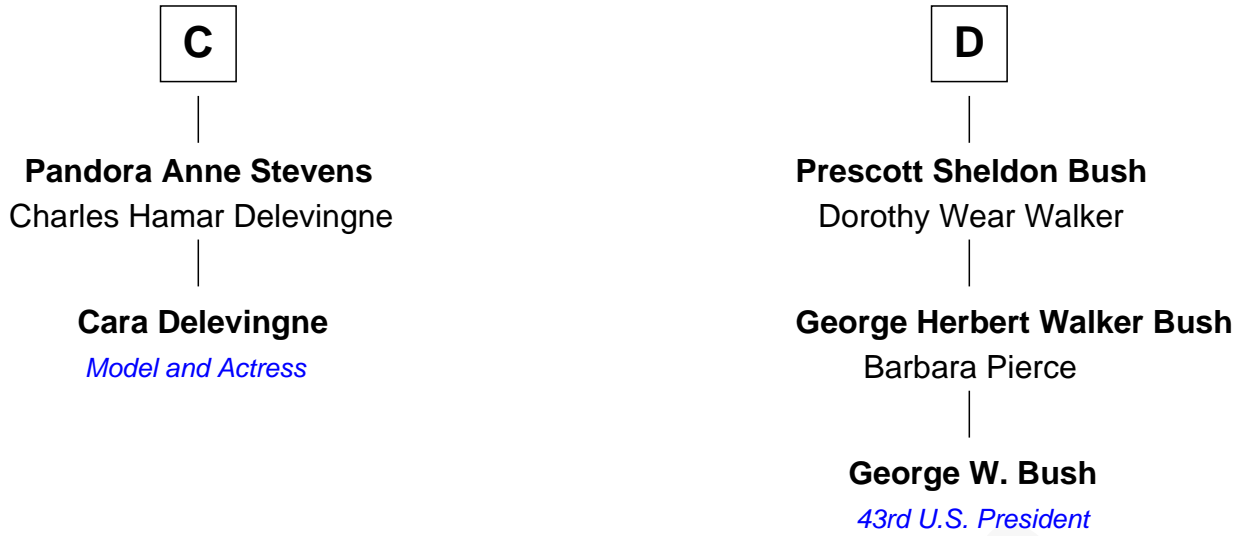 C
Pandora Anne Stevens
Charles Hamar Delevingne
Cara Delevingne
Model and Actress
D
Prescott Sheldon Bush
Dorothy Wear Walker
George Herbert Walker Bush
Barbara Pierce
George W. Bush
43rd U.S. President